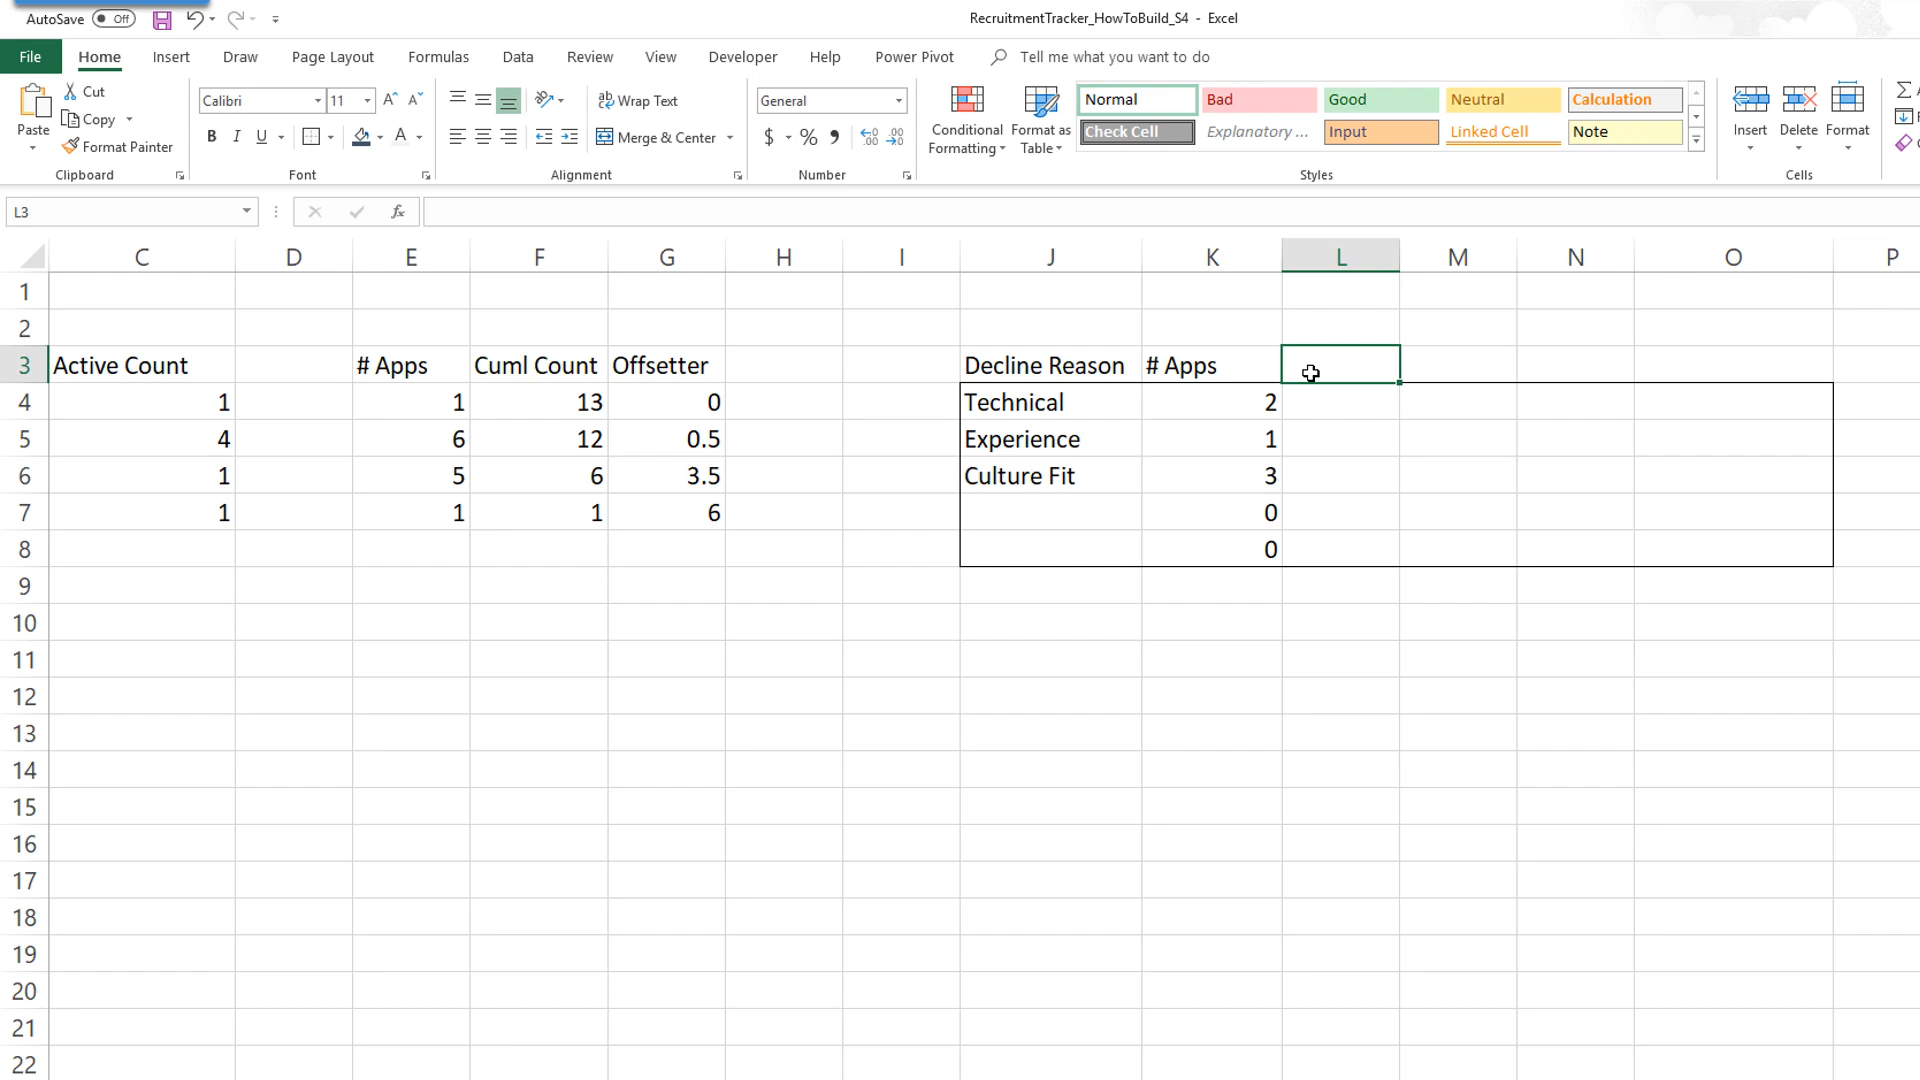 AutoSave Off RecruitmentTracker_HowToBuild_S4 - Excel
File Home Insert Draw Page Layout Formulas Data Review View Developer Help Power Pivot Tell me what you want to do
Paste
Cut
Copy
Format Painter
Clipboard
Calibri 11
B I U
Font
Wrap Text
Merge & Center
Alignment
General
$ % ,
Number
Conditional Formatting
Format as Table
Normal Bad Good Neutral Calculation
Check Cell Explanatory ... Input Linked Cell Note
Styles
Insert Delete Format
Cells
L3 fx
C D E F G H I J K L M N O P
1
2
3 Active Count # Apps Cuml Count Offsetter Decline Reason # Apps
4 1 1 13 0 Technical 2
5 4 6 12 0.5 Experience 1
6 1 5 6 3.5 Culture Fit 3
7 1 1 1 6 0
8 0
9
10
11
12
13
14
15
16
17
18
19
20
21
22